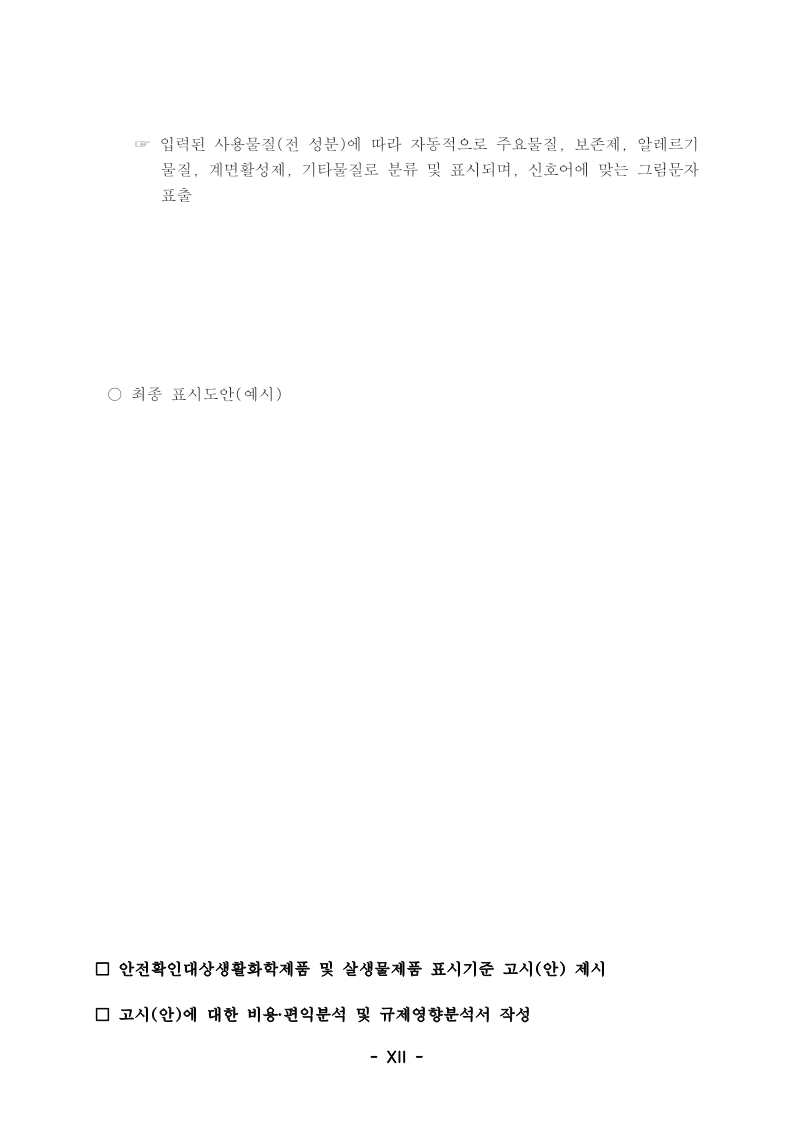 ☞ 입력된 사용물질(전 성분)에 따라 자동적으로 주요물질, 보존제, 알레르기
물질, 계면활성제, 기타물질로 분류 및 표시되며, 신호어에 맞는 그림문자
표출
○ 최종 표시도안(예시)
□ 안전확인대상생활화학제품 및 살생물제품 표시기준 고시(안) 제시
□ 고시(안)에 대한 비용·편익분석 및 규제영향분석서 작성
- XII -